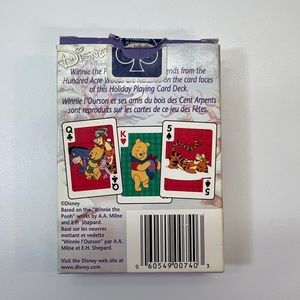 Disney
Winnie the P ends from the
Hundred Acre Wood are featured on the card faces
of this Holiday Playing Card Deck.
Winnie l'Ourson et ses amis du bois des Cent Arpents
sont reproduits sur les cartes de ce jeu des Fêtes.
Q
K
5
©Disney
Based on the "Winnie the
Pooh" works by A.A. Milne
and E.H. Shepard.
Basé sur les oeuvres
mettant et vedette
"Winnie l'Ourson" par A.A.
Milne et E.H. Shepard.
Visit the Disney web site at
www.disney.com
0 60549 00740 3